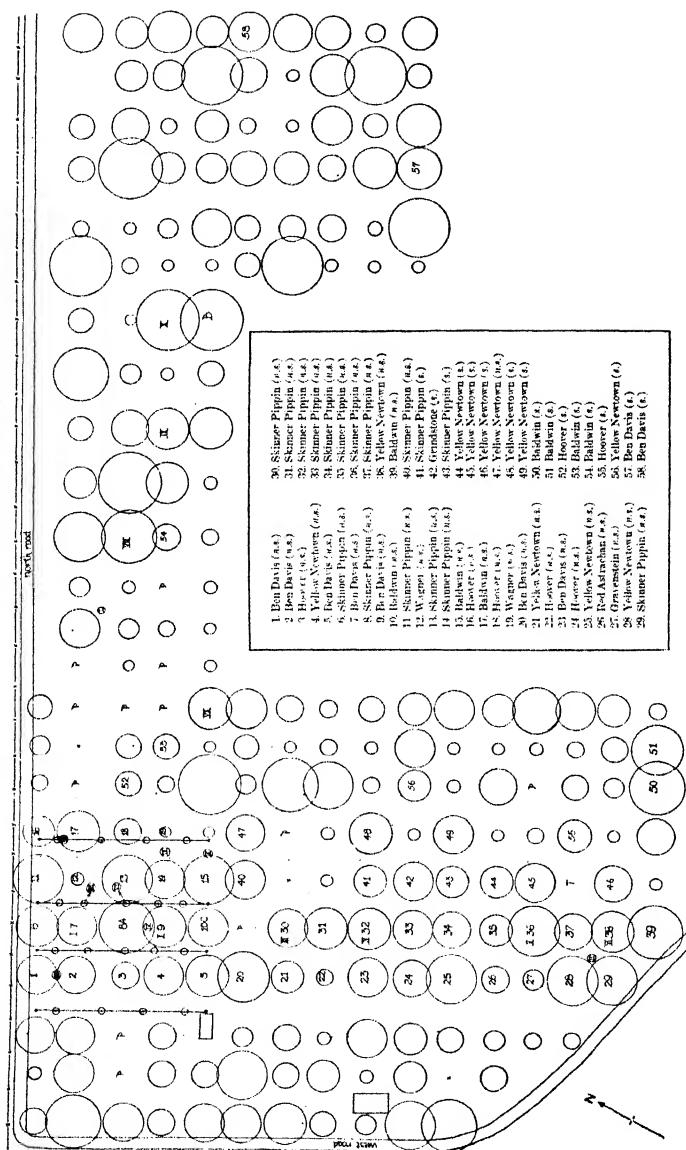 North road
1. Ben Davis (n.s.)
2. Ben Davis (n.s.)
3. Hoover (n.s.)
4. Yellow Newtown (n.s.)
5. Ben Davis (n.s.)
6. Skinner Pippin (n.s.)
7. Ben Davis (n.s.)
8. Skinner Pippin (n.s.)
9. Ben Davis (n.s.)
10. Baldwin (n.s.)
11. Skinner Pippin (n.s.)
12. Wagner (n.s.)
13. Skinner Pippin (n.s.)
14. Skinner Pippin (n.s.)
15. Baldwin (n.s.)
16. Hoover (n.s.)
17. Baldwin (n.s.)
18. Hoover (n.s.)
19. Wagner (n.s.)
20. Ben Davis (n.s.)
21. Yellow Newtown (n.s.)
22. Hoover (n.s.)
23. Ben Davis (n.s.)
24. Hoover (n.s.)
25. Yellow Newtown (n.s.)
26. Red Astrachan (n.s.)
27. Gravenstein (n.s.)
28. Yellow Newtown (n.s.)
29. Skinner Pippin (n.s.)
30. Skinner Pippin (n.s.)
31. Skinner Pippin (n.s.)
32. Skinner Pippin (n.s.)
33. Skinner Pippin (n.s.)
34. Skinner Pippin (n.s.)
35. Skinner Pippin (n.s.)
36. Skinner Pippin (n.s.)
37. Skinner Pippin (n.s.)
38. Yellow Newtown (n.s.)
39. Baldwin (n.s.)
40. Skinner Pippin (n.s.)
41. Skinner Pippin (s.)
42. Grindstone (s.)
43. Skinner Pippin (s.)
44. Yellow Newtown (s.)
45. Yellow Newtown (s.)
46. Yellow Newtown (s.)
47. Yellow Newtown (n.s.)
48. Yellow Newtown (s.)
49. Yellow Newtown (s.)
50. Baldwin (s.)
51. Baldwin (s.)
52. Hoover (s.)
53. Baldwin (s.)
54. Baldwin (s.)
55. Hoover (s.)
56. Yellow Newtown (s.)
57. Ben Davis (s.)
58. Ben Davis (s.)
West road
N